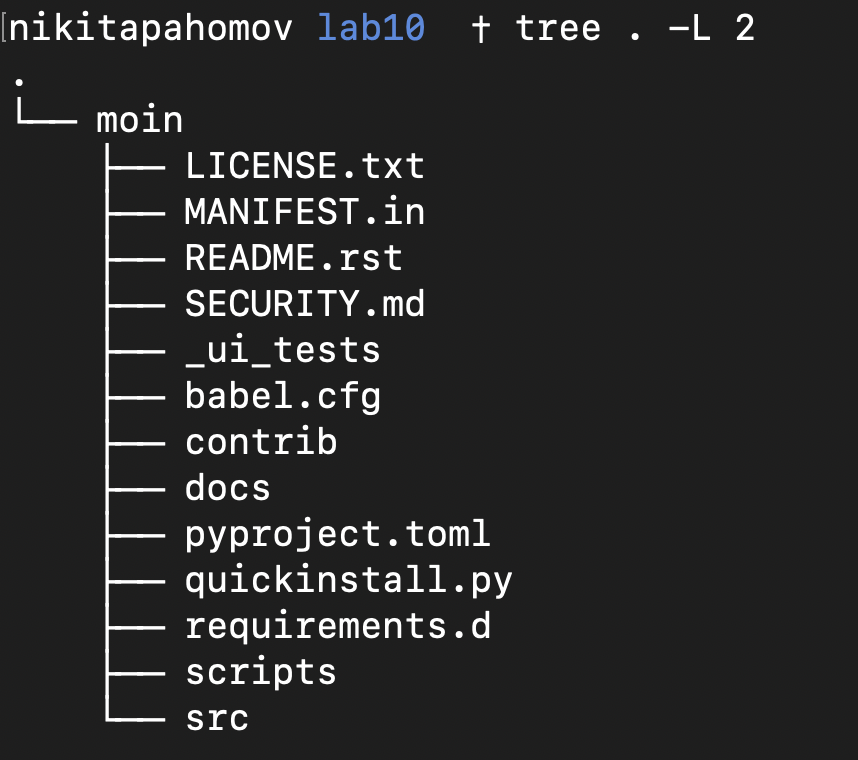 [nikitapahomov lab10  † tree . -L 2
.
└── moin
    ├── LICENSE.txt
    ├── MANIFEST.in
    ├── README.rst
    ├── SECURITY.md
    ├── _ui_tests
    ├── babel.cfg
    ├── contrib
    ├── docs
    ├── pyproject.toml
    ├── quickinstall.py
    ├── requirements.d
    ├── scripts
    └── src